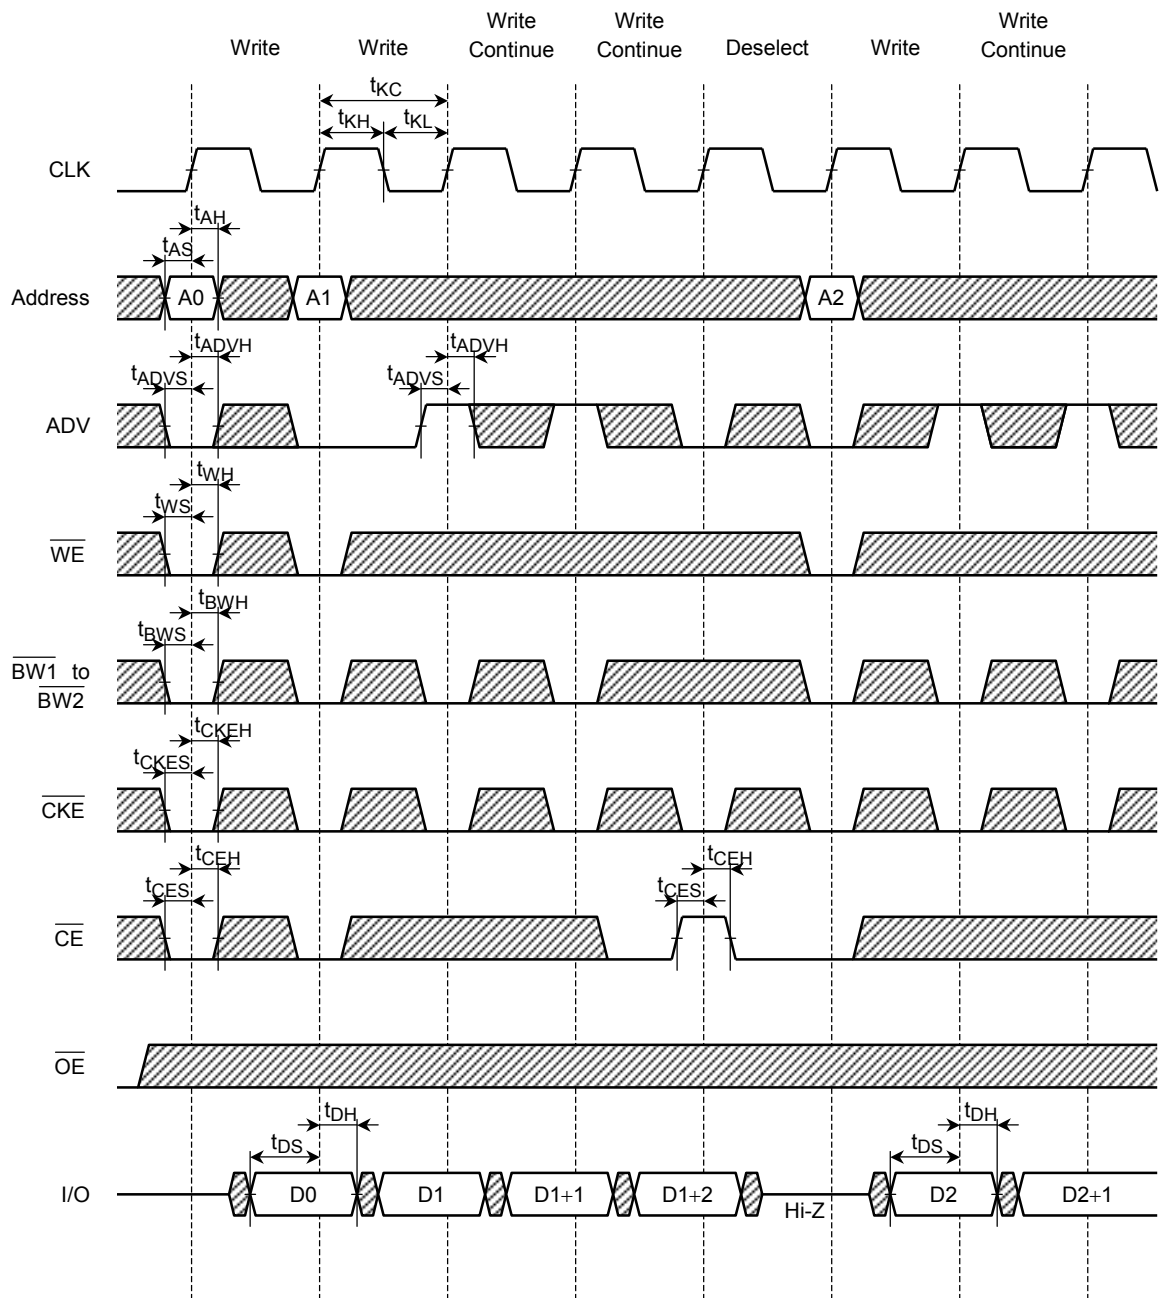 Write
Write
Write
Continue
Write
Continue
Deselect
Write
Write
Continue
tKC
tKH
tKL
CLK
tAH
tAS
Address
A0
A1
A2
tADVH
tADVH
tADVS
tADVS
ADV
tWH
tWS
WE
tBWH
tBWS
BW1 to
BW2
tCKEH
tCKES
CKE
tCEH
tCEH
tCES
tCES
CE
OE
tDH
tDH
tDS
tDS
I/O
D0
D1
D1+1
D1+2
Hi-Z
D2
D2+1